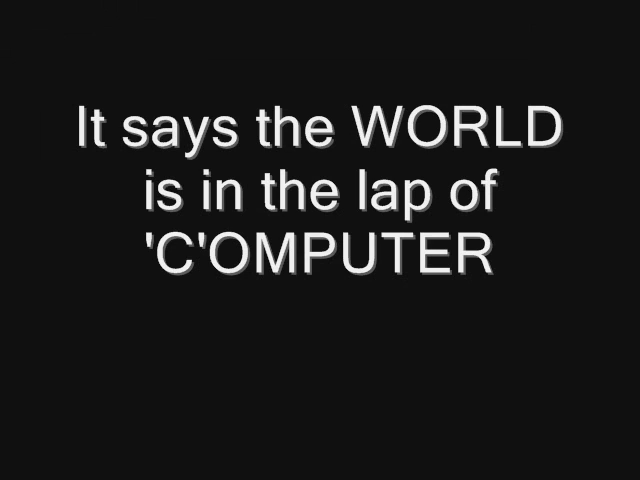 It says the WORLD
is in the lap of
'C'OMPUTER